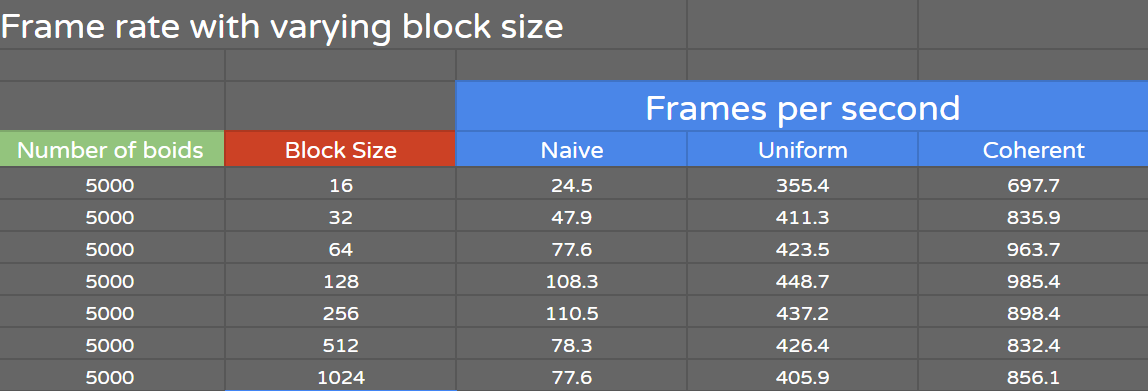 Frame rate with varying block size
Frames per second
Number of boids Block Size Naive Uniform Coherent
5000 16 24.5 355.4 697.7
5000 32 47.9 411.3 835.9
5000 64 77.6 423.5 963.7
5000 128 108.3 448.7 985.4
5000 256 110.5 437.2 898.4
5000 512 78.3 426.4 832.4
5000 1024 77.6 405.9 856.1